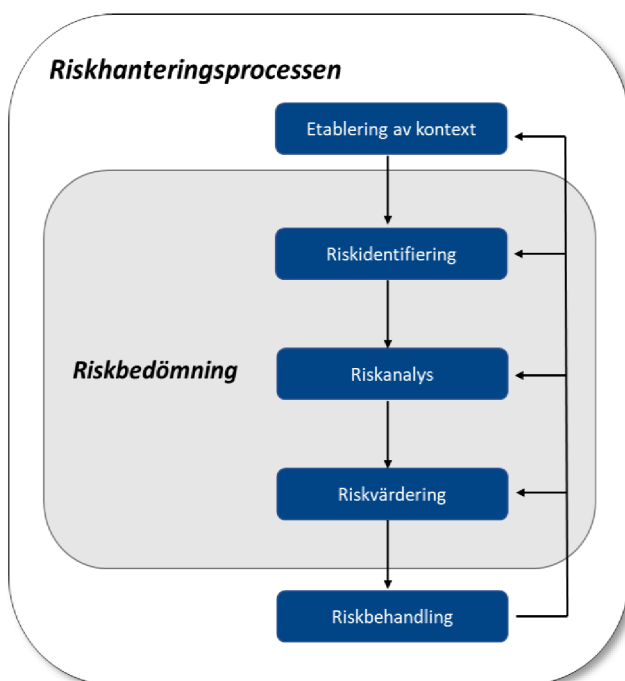 Riskhanteringsprocessen
Etablering av kontext
Riskidentifiering
Riskbedömning
Riskanalys
Riskvärdering
Riskbehandling